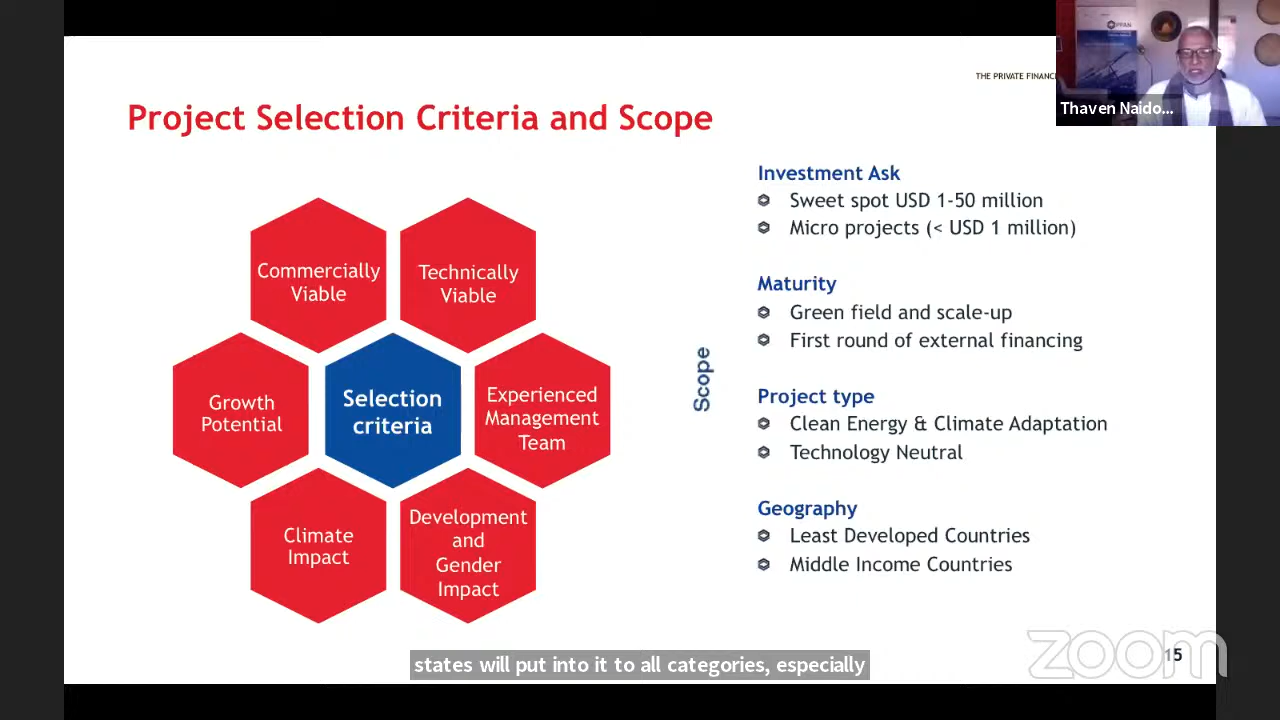 THE PRIVATE FINANC
PFAN
Thaven Naido...
Project Selection Criteria and Scope
Commercially
Viable
Technically
Viable
Growth
Potential
Selection
criteria
Experienced
Management
Team
Climate
Impact
Development
and
Gender
Impact
Scope
Investment Ask
Sweet spot USD 1-50 million
Micro projects (< USD 1 million)
Maturity
Green field and scale-up
First round of external financing
Project type
Clean Energy & Climate Adaptation
Technology Neutral
Geography
Least Developed Countries
Middle Income Countries
states will put into it to all categories, especially
zoom
15